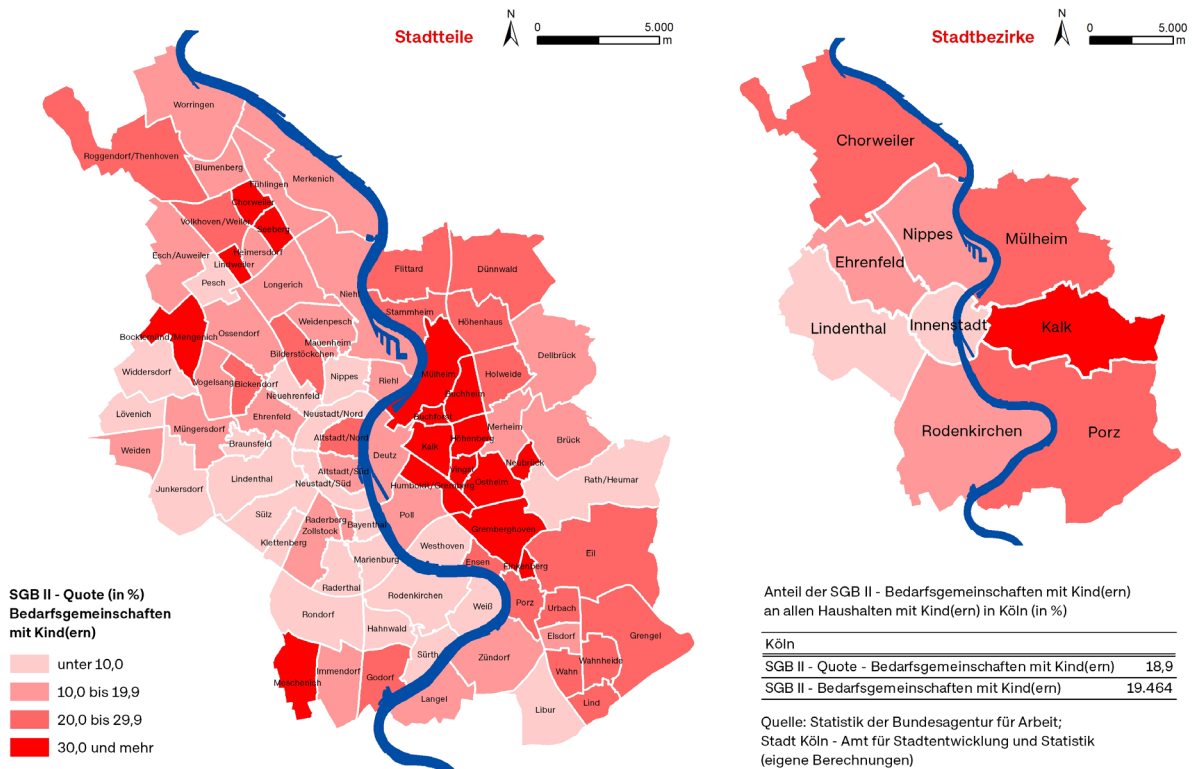 Stadtteile
N
0
5.000
m
Worringen
Roggendorf/Thenhoven
Blumenberg
Fühlingen
Merkenich
Chorweiler
Volkhoven/Weiler
Seeberg
Esch/Auweiler
Heimersdorf
Lindweiler
Pesch
Longerich
Flittard
Dünnwald
Niehl
Stammheim
Höhenhaus
Weidenpesch
Ossendorf
Bocklemünd/Mengenich
Mauenheim
Bilderstöckchen
Dellbrück
Widdersdorf
Vogelsang
Bickendorf
Nippes
Riehl
Mülheim
Holweide
Buchheim
Neuehrenfeld
Lövenich
Ehrenfeld
Neustadt/Nord
Buchforst
Müngersdorf
Merheim
Weiden
Braunsfeld
Altstadt/Nord
Kalk
Höhenberg
Brück
Deutz
Neubrück
Junkersdorf
Lindenthal
Altstadt/Süd
Neustadt/Süd
Humboldt/Gremberg
Vingst
Ostheim
Rath/Heumar
Sülz
Raderberg
Zollstock
Bayenthal
Poll
Gremberghoven
Klettenberg
Marienburg
Westhoven
Eil
Ensen
Finkenberg
Raderthal
Rodenkirchen
Rondorf
Weiß
Porz
Urbach
Hahnwald
Elsdorf
Grengel
Sürth
Zündorf
Wahn
Wahnheide
Meschenich
Immendorf
Godorf
Langel
Libur
Lind
SGB II - Quote (in %)
Bedarfsgemeinschaften
mit Kind(ern)
unter 10,0
10,0 bis 19,9
20,0 bis 29,9
30,0 und mehr
Stadtbezirke
N
0
5.000
m
Chorweiler
Nippes
Mülheim
Ehrenfeld
Lindenthal
Innenstadt
Kalk
Rodenkirchen
Porz
Anteil der SGB II - Bedarfsgemeinschaften mit Kind(ern)
an allen Haushalten mit Kind(ern) in Köln (in %)
Köln
SGB II - Quote - Bedarfsgemeinschaften mit Kind(ern) 18,9
SGB II - Bedarfsgemeinschaften mit Kind(ern) 19.464
Quelle: Statistik der Bundesagentur für Arbeit;
Stadt Köln - Amt für Stadtentwicklung und Statistik
(eigene Berechnungen)